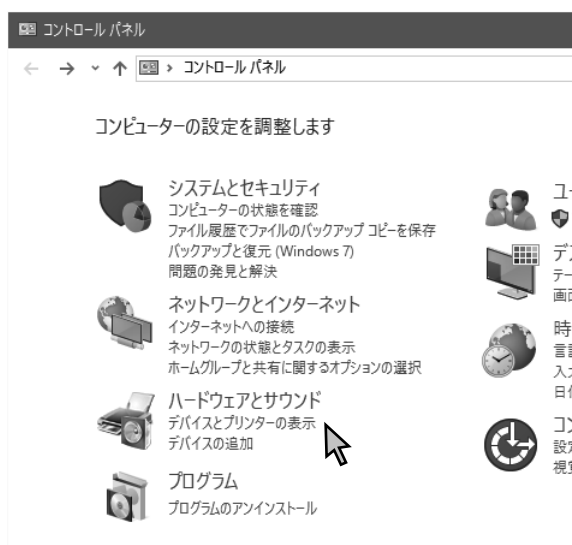 コントロール パネル
コントロール パネル
コンピューターの設定を調整します
システムとセキュリティ
コンピューターの状態を確認
ファイル履歴でファイルのバックアップ コピーを保存
バックアップと復元 (Windows 7)
問題の発見と解決
ネットワークとインターネット
インターネットへの接続
ネットワークの状態とタスクの表示
ホームグループと共有に関するオプションの選択
ハードウェアとサウンド
デバイスとプリンターの表示
デバイスの追加
プログラム
プログラムのアンインストール